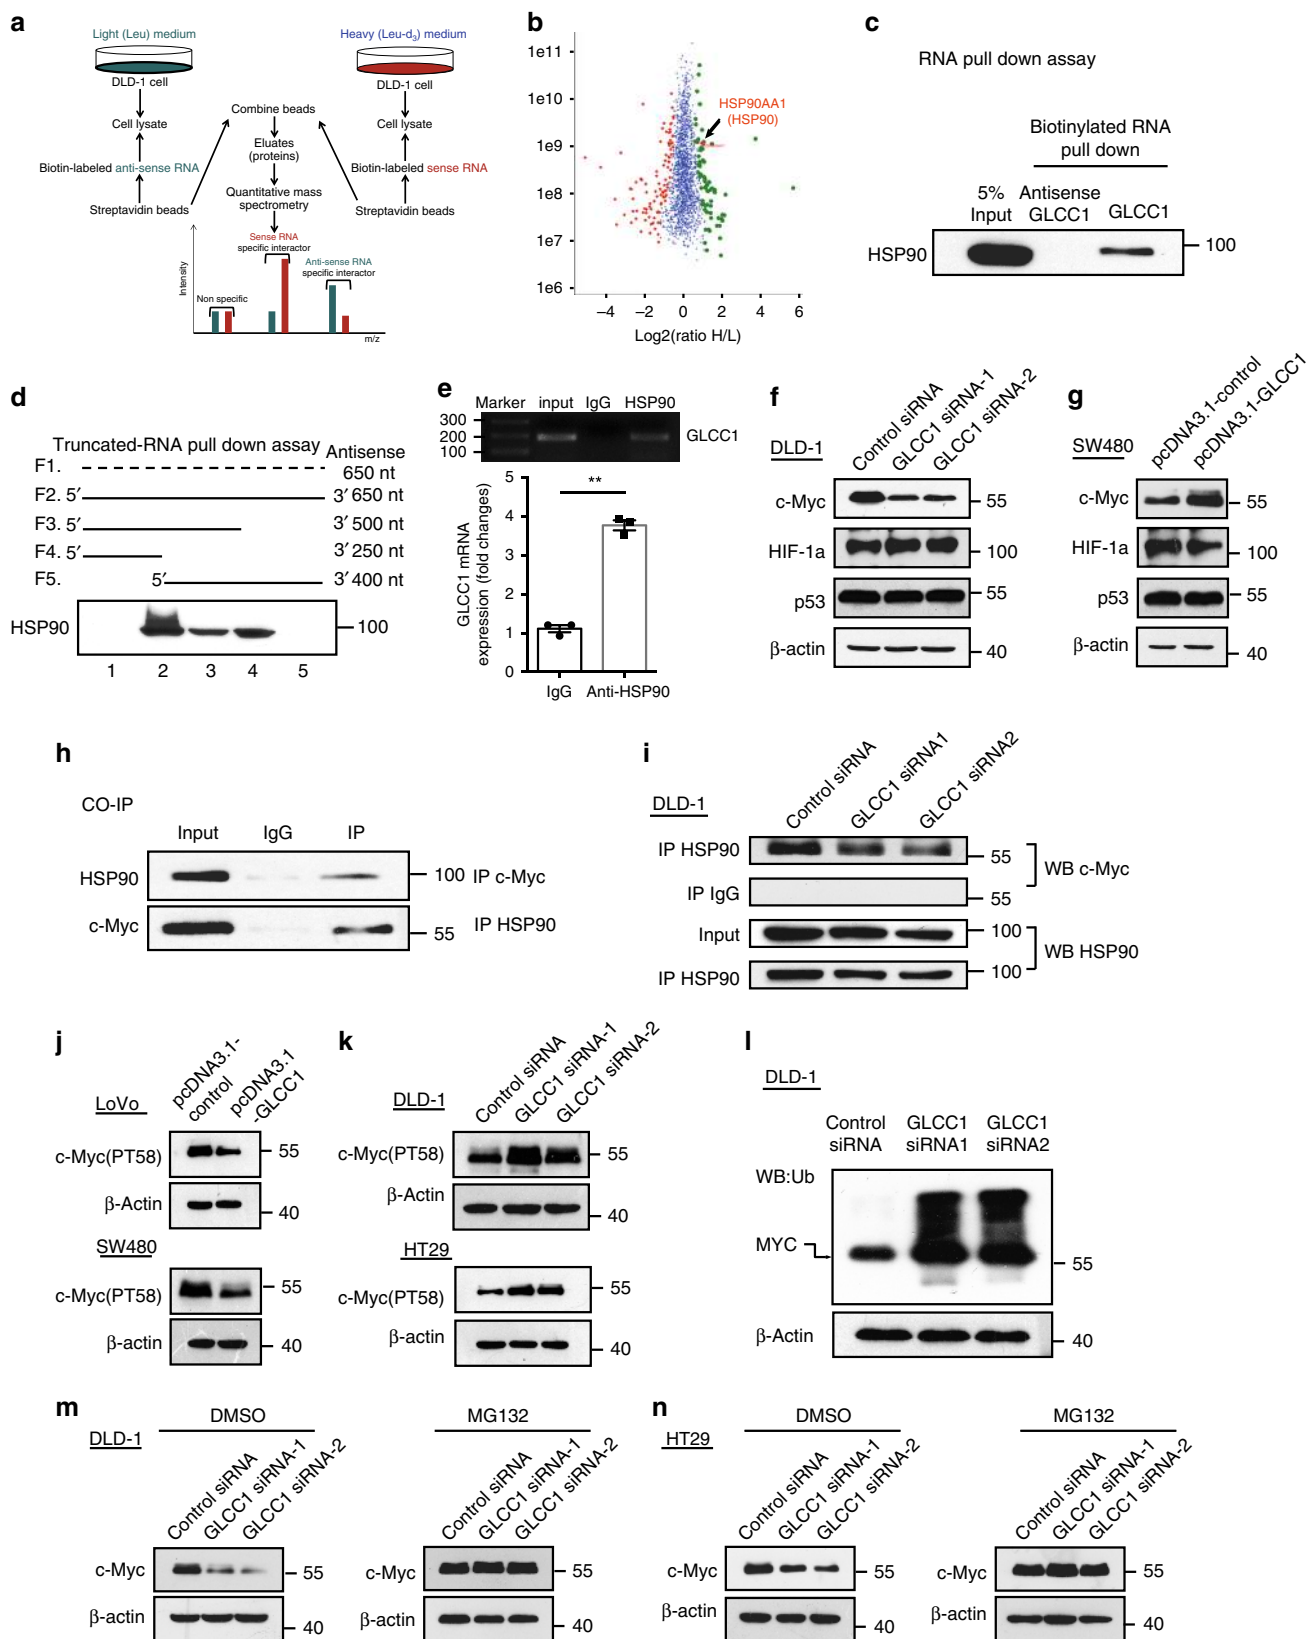 a
Light (Leu) medium
Heavy (Leu-d3) medium
DLD-1 cell
DLD-1 cell
Combine beads
Cell lysate
Cell lysate
Eluates
(proteins)
Biotin-labeled anti-sense RNA
Biotin-labeled sense RNA
Quantitative mass
spectrometry
Streptavidin beads
Streptavidin beads
Sense RNA
specific interactor
Anti-sense RNA
specific interactor
Non specific
Intensity
m/z
b
1e11
1e10
1e9
1e8
1e7
1e6
HSP90AA1
(HSP90)
−4 −2 0 2 4 6
Log2(ratio H/L)
c
RNA pull down assay
Biotinylated RNA
pull down
5%
Input
Antisense
GLCC1
GLCC1
HSP90
100
d
Truncated-RNA pull down assay
Antisense
F1.
650 nt
F2. 5′ 3′ 650 nt
F3. 5′ 3′ 500 nt
F4. 5′ 3′ 250 nt
F5. 5′ 3′ 400 nt
HSP90
100
1 2 3 4 5
e
Marker input IgG HSP90
300
200
100
GLCC1
GLCC1 mRNA
expression (fold changes)
5
4
3
2
1
0
**
IgG Anti-HSP90
f
DLD-1
Control siRNA
GLCC1 siRNA-1
GLCC1 siRNA-2
c-Myc 55
HIF-1a 100
p53 55
β-actin 40
g
SW480
pcDNA3.1-control
pcDNA3.1-GLCC1
c-Myc 55
HIF-1a 100
p53 55
β-actin 40
h
CO-IP
Input IgG IP
HSP90 100 IP c-Myc
c-Myc 55 IP HSP90
i
DLD-1
Control siRNA
GLCC1 siRNA1
GLCC1 siRNA2
IP HSP90 55
WB c-Myc
IP IgG 55
Input 100
WB HSP90
IP HSP90 100
j
LoVo
pcDNA3.1-
control
pcDNA3.1
-GLCC1
c-Myc(PT58) 55
β-Actin 40
SW480
c-Myc(PT58) 55
β-actin 40
k
DLD-1
Control siRNA
GLCC1 siRNA-1
GLCC1 siRNA-2
c-Myc(PT58) 55
β-Actin 40
HT29
c-Myc(PT58) 55
β-actin 40
l
DLD-1
Control
siRNA
GLCC1
siRNA1
GLCC1
siRNA2
WB:Ub
MYC
55
β-Actin 40
m
DLD-1
DMSO
Control siRNA
GLCC1 siRNA-1
GLCC1 siRNA-2
c-Myc 55
β-actin 40
MG132
Control siRNA
GLCC1 siRNA-1
GLCC1 siRNA-2
c-Myc 55
β-actin 40
n
HT29
DMSO
Control siRNA
GLCC1 siRNA-1
GLCC1 siRNA-2
c-Myc 55
β-actin 40
MG132
Control siRNA
GLCC1 siRNA-1
GLCC1 siRNA-2
c-Myc 55
β-actin 40